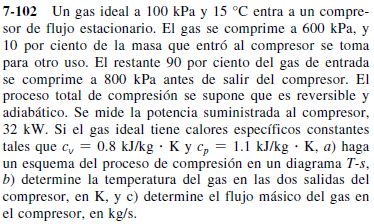 7-102 Un gas ideal a 100 kPa y 15 °C entra a un compre-
sor de flujo estacionario. El gas se comprime a 600 kPa, y
10 por ciento de la masa que entró al compresor se toma
para otro uso. El restante 90 por ciento del gas de entrada
se comprime a 800 kPa antes de salir del compresor. El
proceso total de compresión se supone que es reversible y
adiabático. Se mide la potencia suministrada al compresor,
32 kW. Si el gas ideal tiene calores específicos constantes
tales que cv = 0.8 kJ/kg · K y cp = 1.1 kJ/kg · K, a) haga
un esquema del proceso de compresión en un diagrama T-s,
b) determine la temperatura del gas en las dos salidas del
compresor, en K, y c) determine el flujo másico del gas en
el compresor, en kg/s.